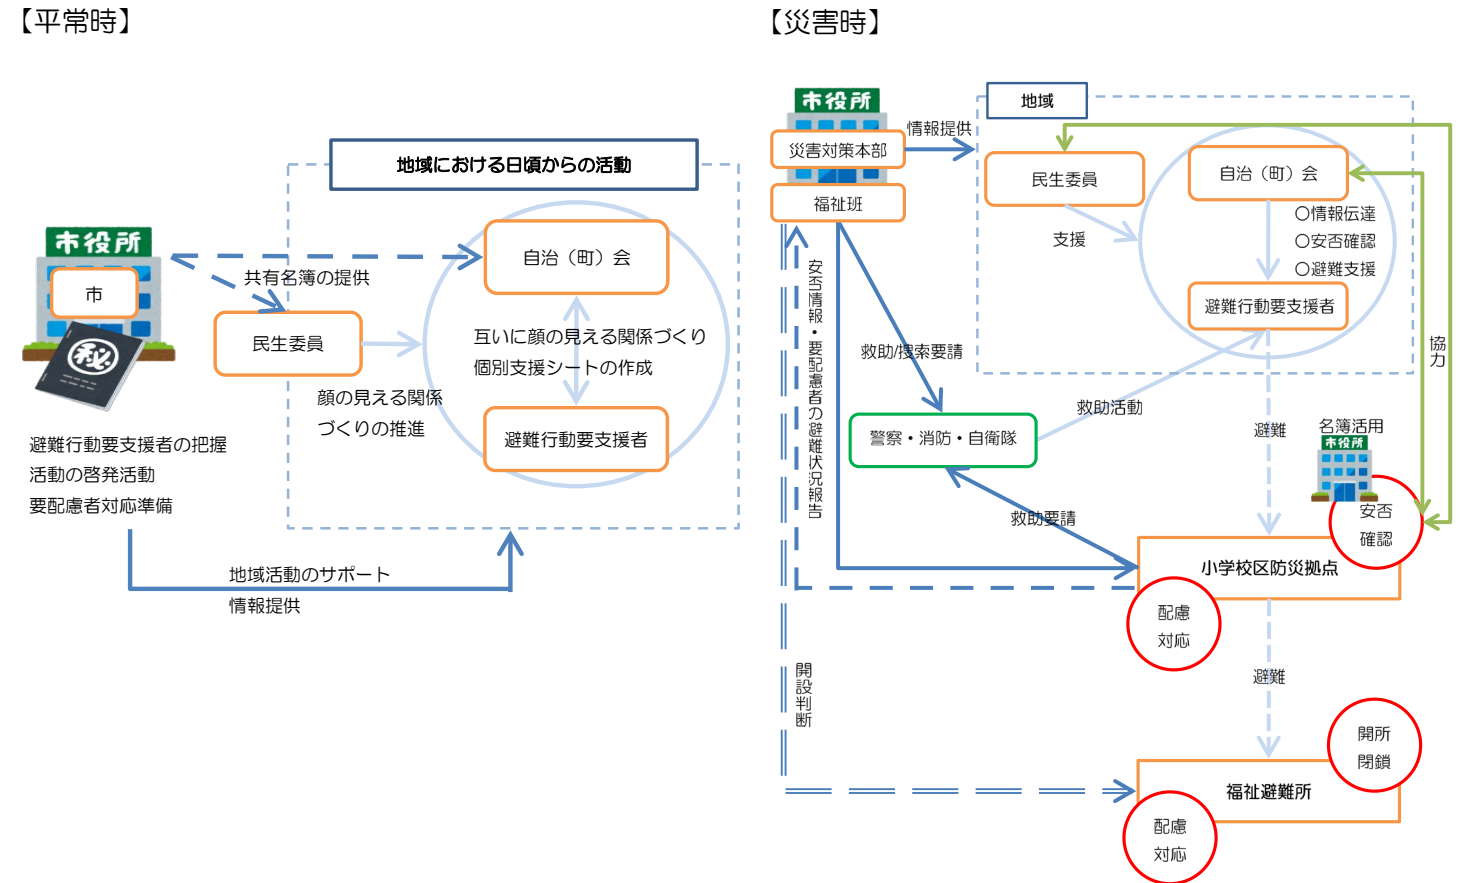 【平常時】
地域における日頃からの活動
市役所
市
㊙
共有名簿の提供
自治（町）会
民生委員
互いに顔の見える関係づくり
個別支援シートの作成
顔の見える関係
づくりの推進
避難行動要支援者
避難行動要支援者の把握
活動の啓発活動
要配慮者対応準備
地域活動のサポート
情報提供
【災害時】
市役所
災害対策本部
福祉班
情報提供
地域
民生委員
自治（町）会
支援
〇情報伝達
〇安否確認
〇避難支援
避難行動要支援者
安否情報・要配慮者の避難状況報告
救助/捜索要請
協力
救助活動
警察・消防・自衛隊
避難
名簿活用
市役所
安否
確認
救助要請
小学校区防災拠点
配慮
対応
開設判断
避難
開所
閉鎖
福祉避難所
配慮
対応